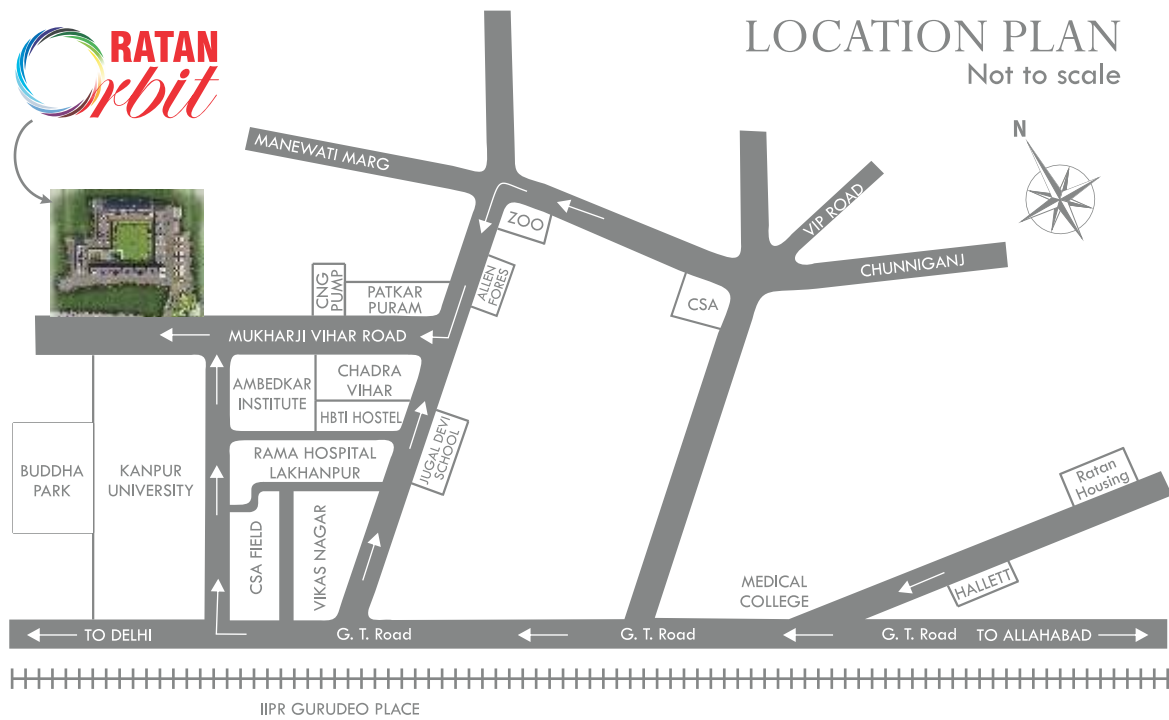 RATAN
Orbit
LOCATION PLAN
Not to scale
N
MANEWATI MARG
ZOO
VIP ROAD
CHUNNIGANJ
CSA
ALLEN
FORES
CNG
PUMP
PATKAR
PURAM
MUKHARJI VIHAR ROAD
AMBEDKAR
INSTITUTE
CHADRA
VIHAR
HBTI HOSTEL
JUGAL DEVI
SCHOOL
RAMA HOSPITAL
LAKHANPUR
BUDDHA
PARK
KANPUR
UNIVERSITY
CSA FIELD
VIKAS NAGAR
Ratan
Housing
HALLETT
MEDICAL
COLLEGE
TO DELHI
G. T. Road
G. T. Road
G. T. Road
TO ALLAHABAD
IIPR GURUDEO PLACE